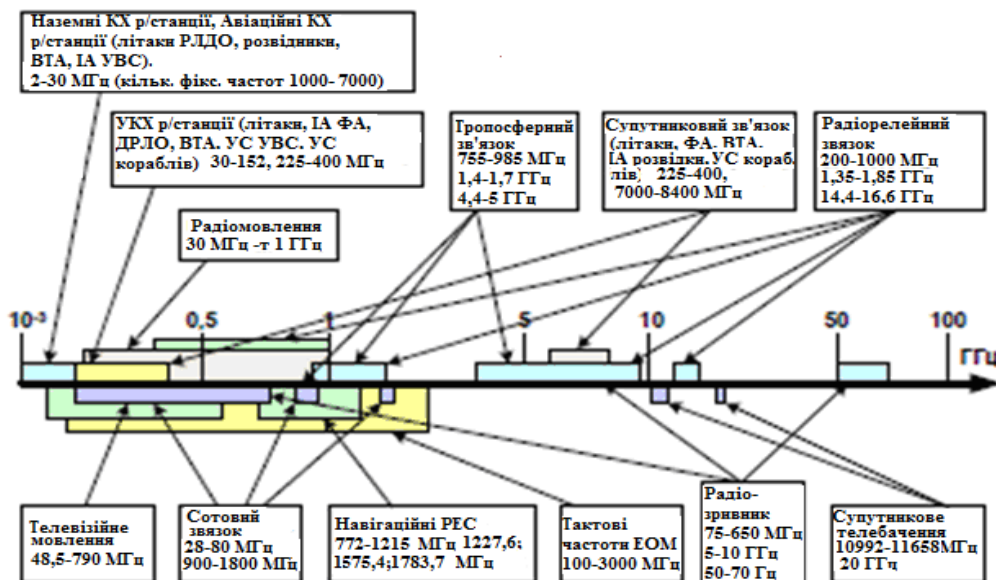 Наземні КХ р/станції, Авіаційні КХ
р/станції (літаки РЛДО, розвідники,
ВТА, ІА УВС).
2-30 МГц (кільк. фікс. частот 1000- 7000)
УКХ р/станції (літаки, ІА ФА,
ДРЛО, ВТА. УС УВС. УС
кораблів) 30-152, 225-400 МГц
Тропосферний
зв'язок
755-985 МГц
1,4-1,7 ГГц
4,4-5 ГГц
Супутниковий зв'язок
(літаки, ФА. ВТА.
ІА розвідки. УС кораб
лів) 225-400,
7000-8400 МГц
Радіорелейний
звязок
200-1000 МГц
1,35-1,85 ГГц
14,4-16,6 ГГц
Радіомовлення
30 МГц -т 1 ГГц
10⁻³ 0,5 1 5 10 50 100
ГГц
Телевізійне
мовлення
48,5-790 МГц
Сотовий
звязок
28-80 МГц
900-1800 МГц
Навігаційні РЕС
772-1215 МГц 1227,6;
1575,4;1783,7 МГц
Тактові
частоти ЕОМ
100-3000 МГц
Радіо-
зривник
75-650 МГц
5-10 ГГц
50-70 Гц
Супутникове
телебачення
10992-11658МГц
20 ГГц